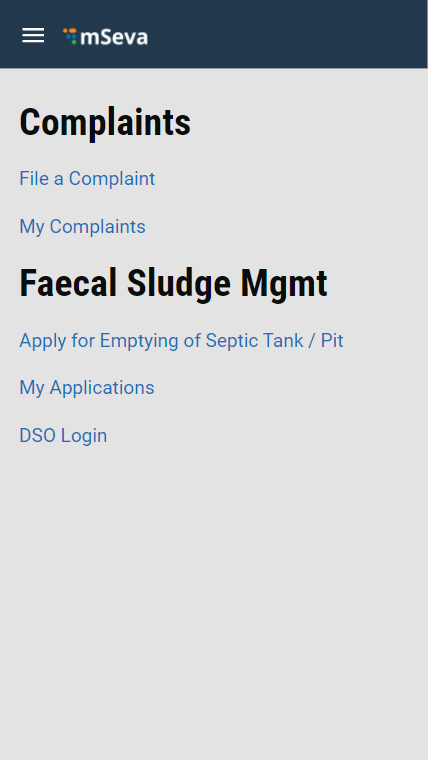 mSeva
Complaints
File a Complaint
My Complaints
Faecal Sludge Mgmt
Apply for Emptying of Septic Tank / Pit
My Applications
DSO Login